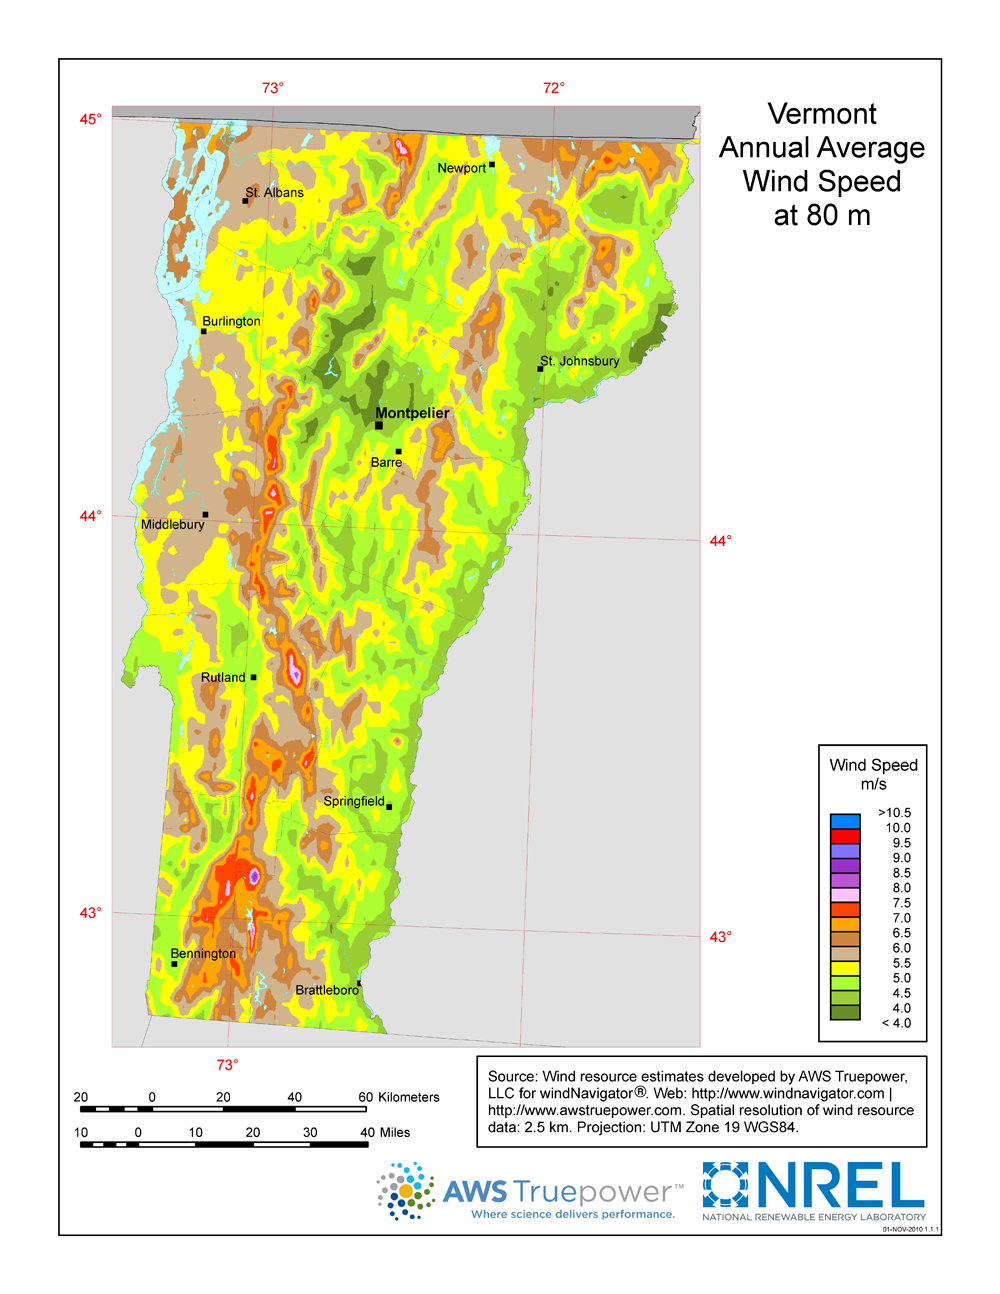 Vermont
Annual Average
Wind Speed
at 80 m
73°
72°
45°
Newport
St. Albans
Burlington
St. Johnsbury
Montpelier
Barre
44°
Middlebury
44°
Rutland
Springfield
43°
43°
Bennington
Brattleboro
73°
Wind Speed
m/s
>10.5
10.0
9.5
9.0
8.5
8.0
7.5
7.0
6.5
6.0
5.5
5.0
4.5
4.0
< 4.0
20 0 20 40 60 Kilometers
10 0 10 20 30 40 Miles
Source: Wind resource estimates developed by AWS Truepower,
LLC for windNavigator®. Web: http://www.windnavigator.com |
http://www.awstruepower.com. Spatial resolution of wind resource
data: 2.5 km. Projection: UTM Zone 19 WGS84.
AWS Truepower™
Where science delivers performance.
NREL
NATIONAL RENEWABLE ENERGY LABORATORY
01-NOV-2010 1.1.1